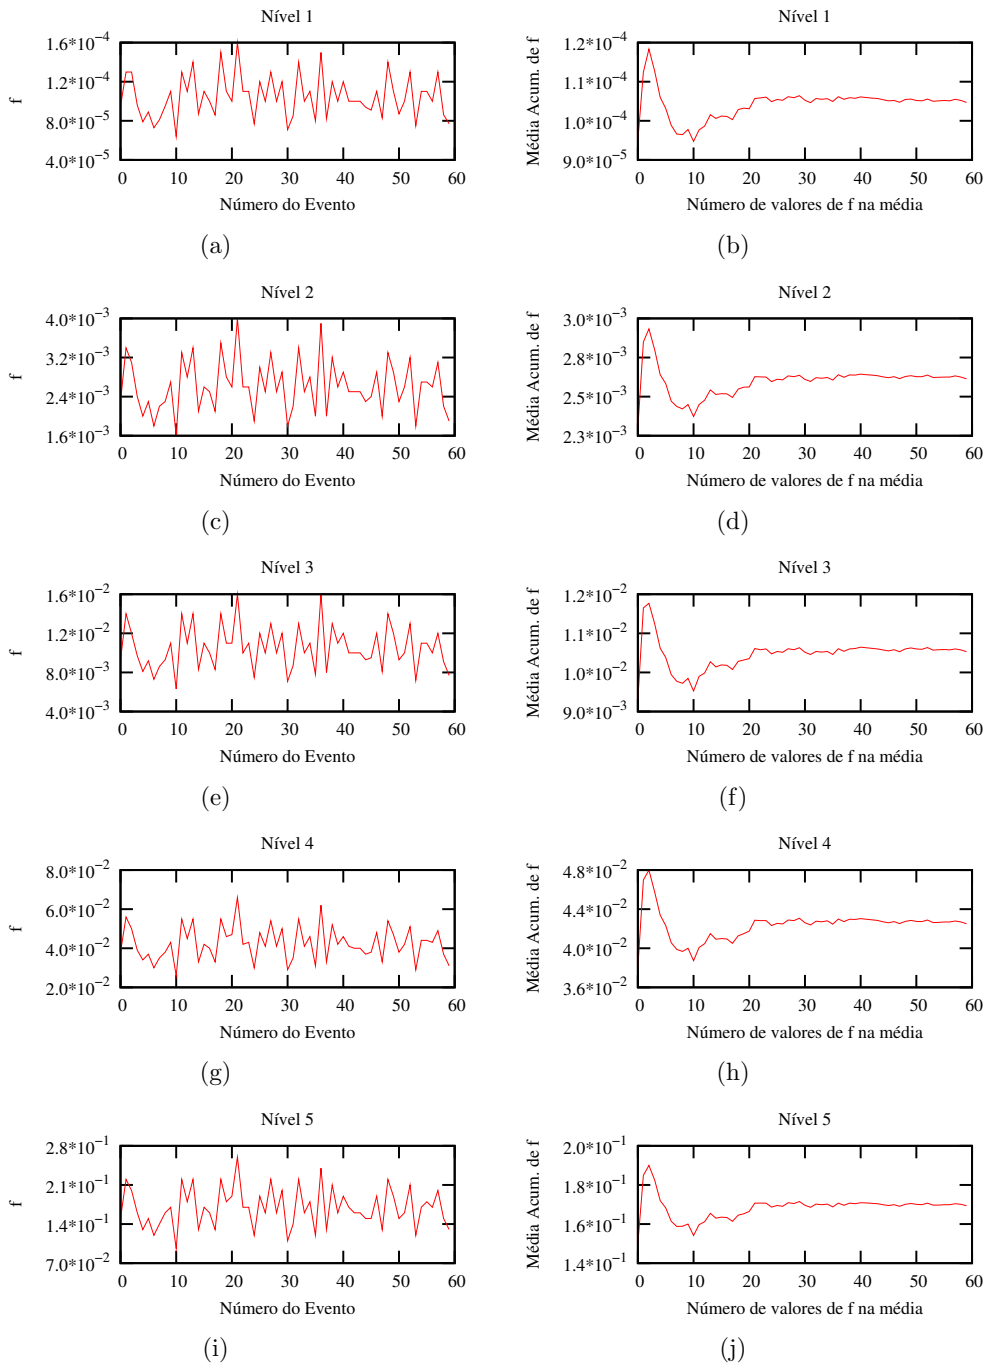 Nível 1
f
1.6*10⁻⁴
1.2*10⁻⁴
8.0*10⁻⁵
4.0*10⁻⁵
0 10 20 30 40 50 60
Número do Evento
(a)
Nível 1
Média Acum. de f
1.2*10⁻⁴
1.1*10⁻⁴
1.0*10⁻⁴
9.0*10⁻⁵
0 10 20 30 40 50 60
Número de valores de f na média
(b)
Nível 2
f
4.0*10⁻³
3.2*10⁻³
2.4*10⁻³
1.6*10⁻³
0 10 20 30 40 50 60
Número do Evento
(c)
Nível 2
Média Acum. de f
3.0*10⁻³
2.8*10⁻³
2.5*10⁻³
2.3*10⁻³
0 10 20 30 40 50 60
Número de valores de f na média
(d)
Nível 3
f
1.6*10⁻²
1.2*10⁻²
8.0*10⁻³
4.0*10⁻³
0 10 20 30 40 50 60
Número do Evento
(e)
Nível 3
Média Acum. de f
1.2*10⁻²
1.1*10⁻²
1.0*10⁻²
9.0*10⁻³
0 10 20 30 40 50 60
Número de valores de f na média
(f)
Nível 4
f
8.0*10⁻²
6.0*10⁻²
4.0*10⁻²
2.0*10⁻²
0 10 20 30 40 50 60
Número do Evento
(g)
Nível 4
Média Acum. de f
4.8*10⁻²
4.4*10⁻²
4.0*10⁻²
3.6*10⁻²
0 10 20 30 40 50 60
Número de valores de f na média
(h)
Nível 5
f
2.8*10⁻¹
2.1*10⁻¹
1.4*10⁻¹
7.0*10⁻²
0 10 20 30 40 50 60
Número do Evento
(i)
Nível 5
Média Acum. de f
2.0*10⁻¹
1.8*10⁻¹
1.6*10⁻¹
1.4*10⁻¹
0 10 20 30 40 50 60
Número de valores de f na média
(j)